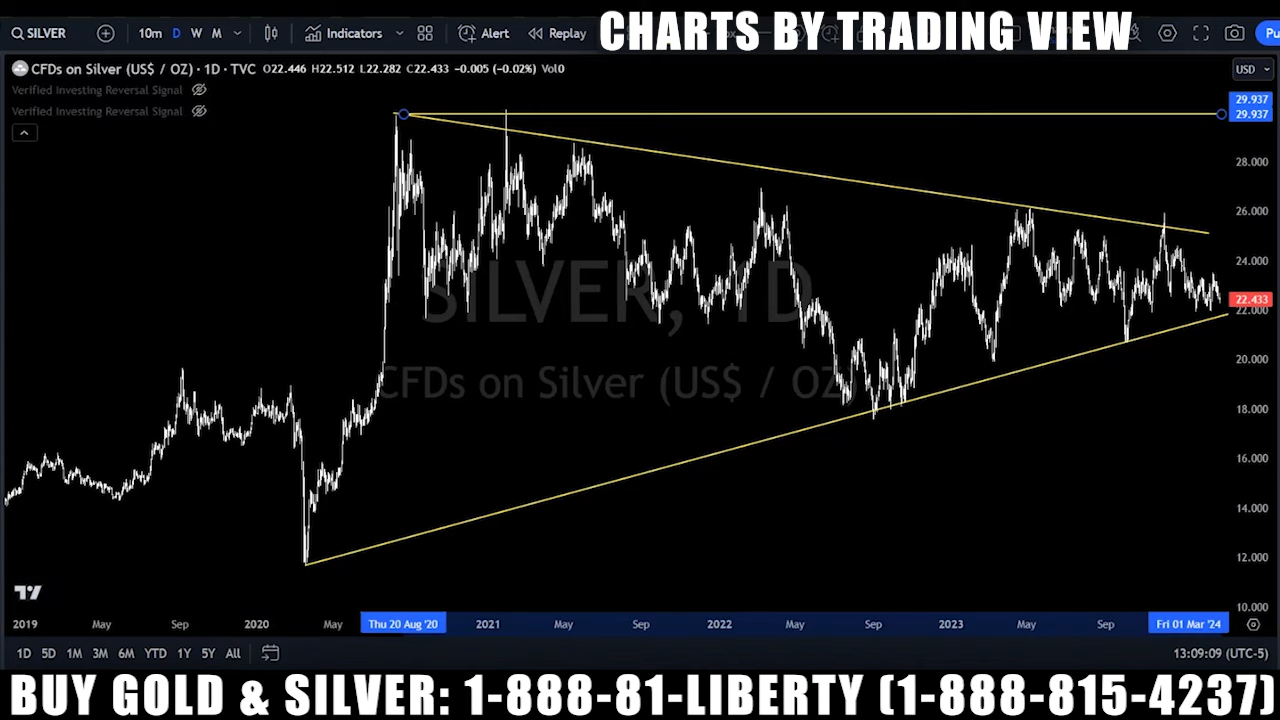 CHARTS BY TRADING VIEW
SILVER 10m D W M Indicators Alert Replay Pu
CFDs on Silver (US$ / OZ) · 1D · TVC O22.446 H22.512 L22.282 C22.433 -0.005 (-0.02%) Vol0
USD
Verified Investing Reversal Signal
Verified Investing Reversal Signal
29.937
29.937
28.000
26.000
24.000
22.433
22.000
20.000
18.000
16.000
14.000
12.000
10.000
SILVER, 1D
CFDs on Silver (US$ / OZ)
2019 May Sep 2020 May Thu 20 Aug '20 2021 May Sep 2022 May Sep 2023 May Sep Fri 01 Mar '24
1D 5D 1M 3M 6M YTD 1Y 5Y All 13:09:09 (UTC-5)
BUY GOLD & SILVER: 1-888-81-LIBERTY (1-888-815-4237)